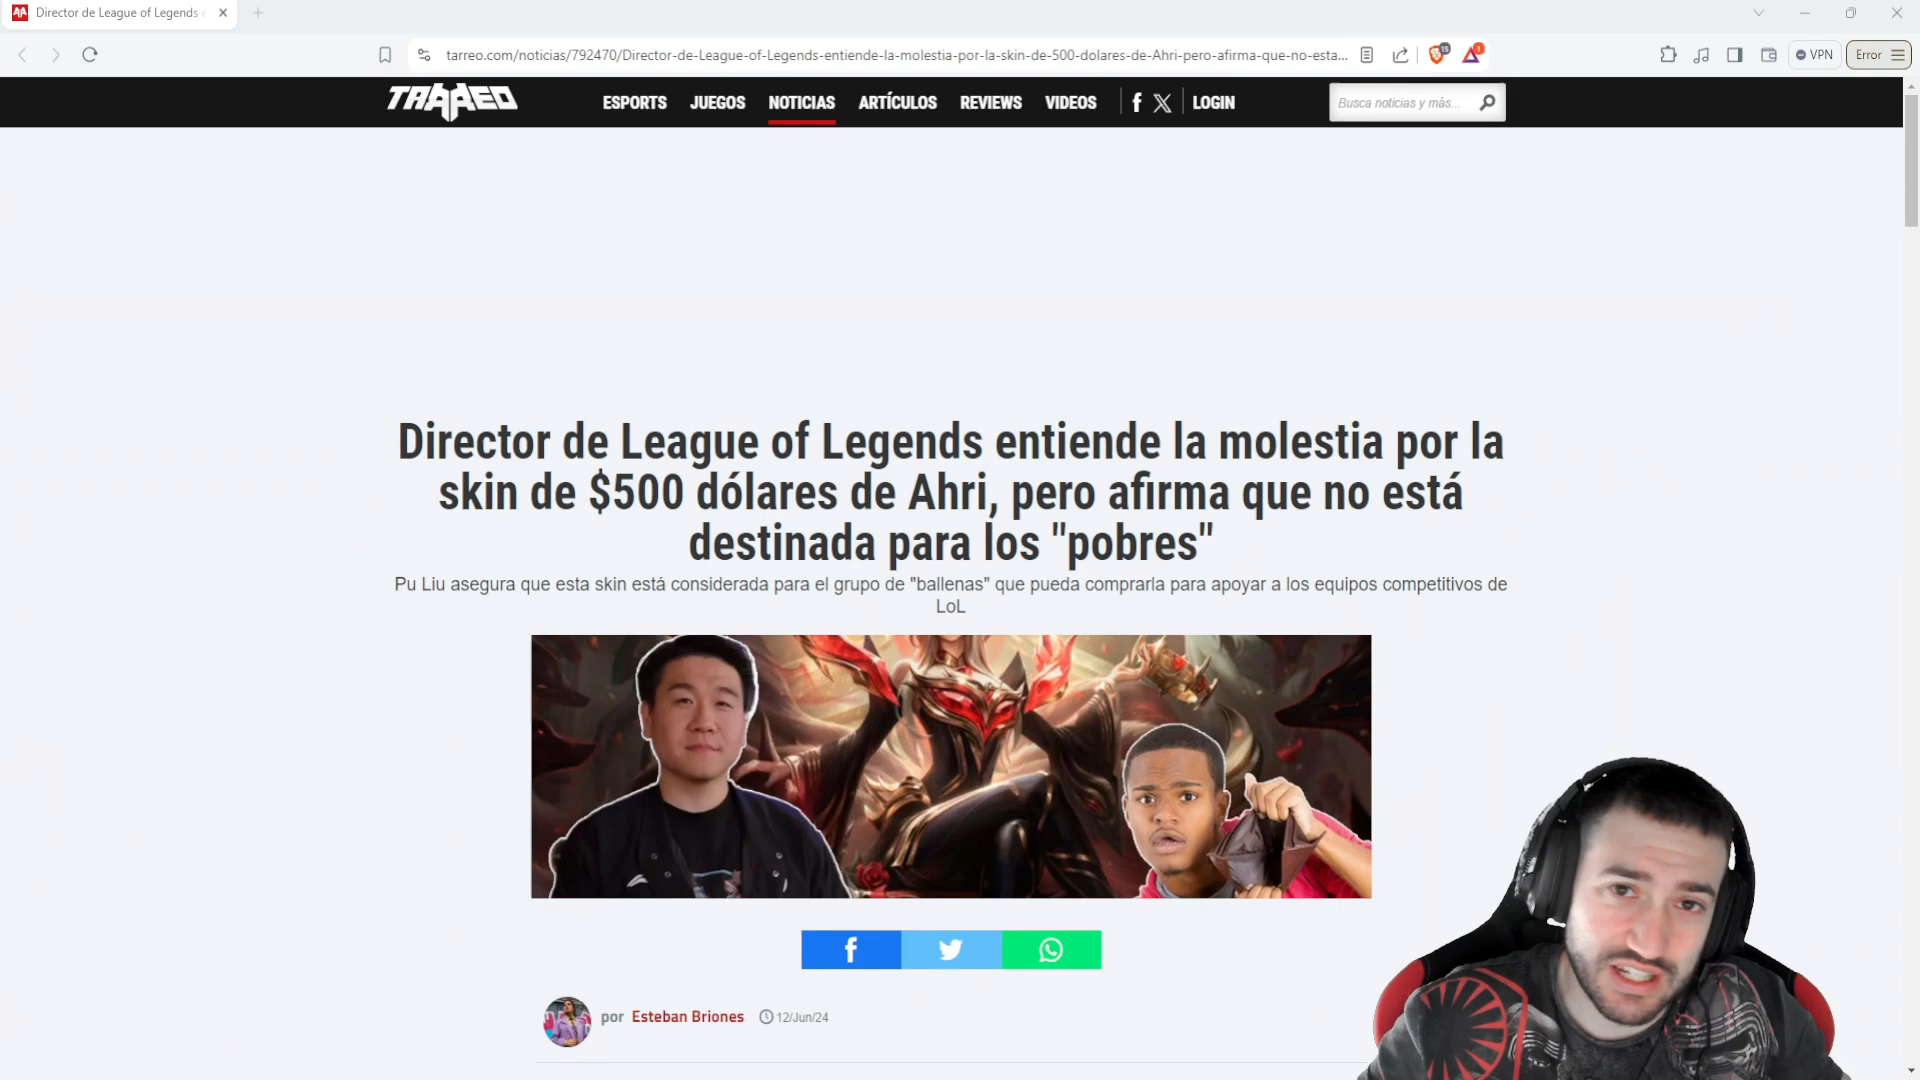 Director de League of Legends
tarreo.com/noticias/792470/Director-de-League-of-Legends-entiende-la-molestia-por-la-skin-de-500-dolares-de-Ahri-pero-afirma-que-no-esta...
15
1
VPN
Error
TARREO
ESPORTS
JUEGOS
NOTICIAS
ARTÍCULOS
REVIEWS
VIDEOS
LOGIN
Busca noticias y más...
Director de League of Legends entiende la molestia por la
skin de $500 dólares de Ahri, pero afirma que no está
destinada para los "pobres"
Pu Liu asegura que esta skin está considerada para el grupo de "ballenas" que pueda comprarla para apoyar a los equipos competitivos de
LoL
por Esteban Briones 12/Jun/24